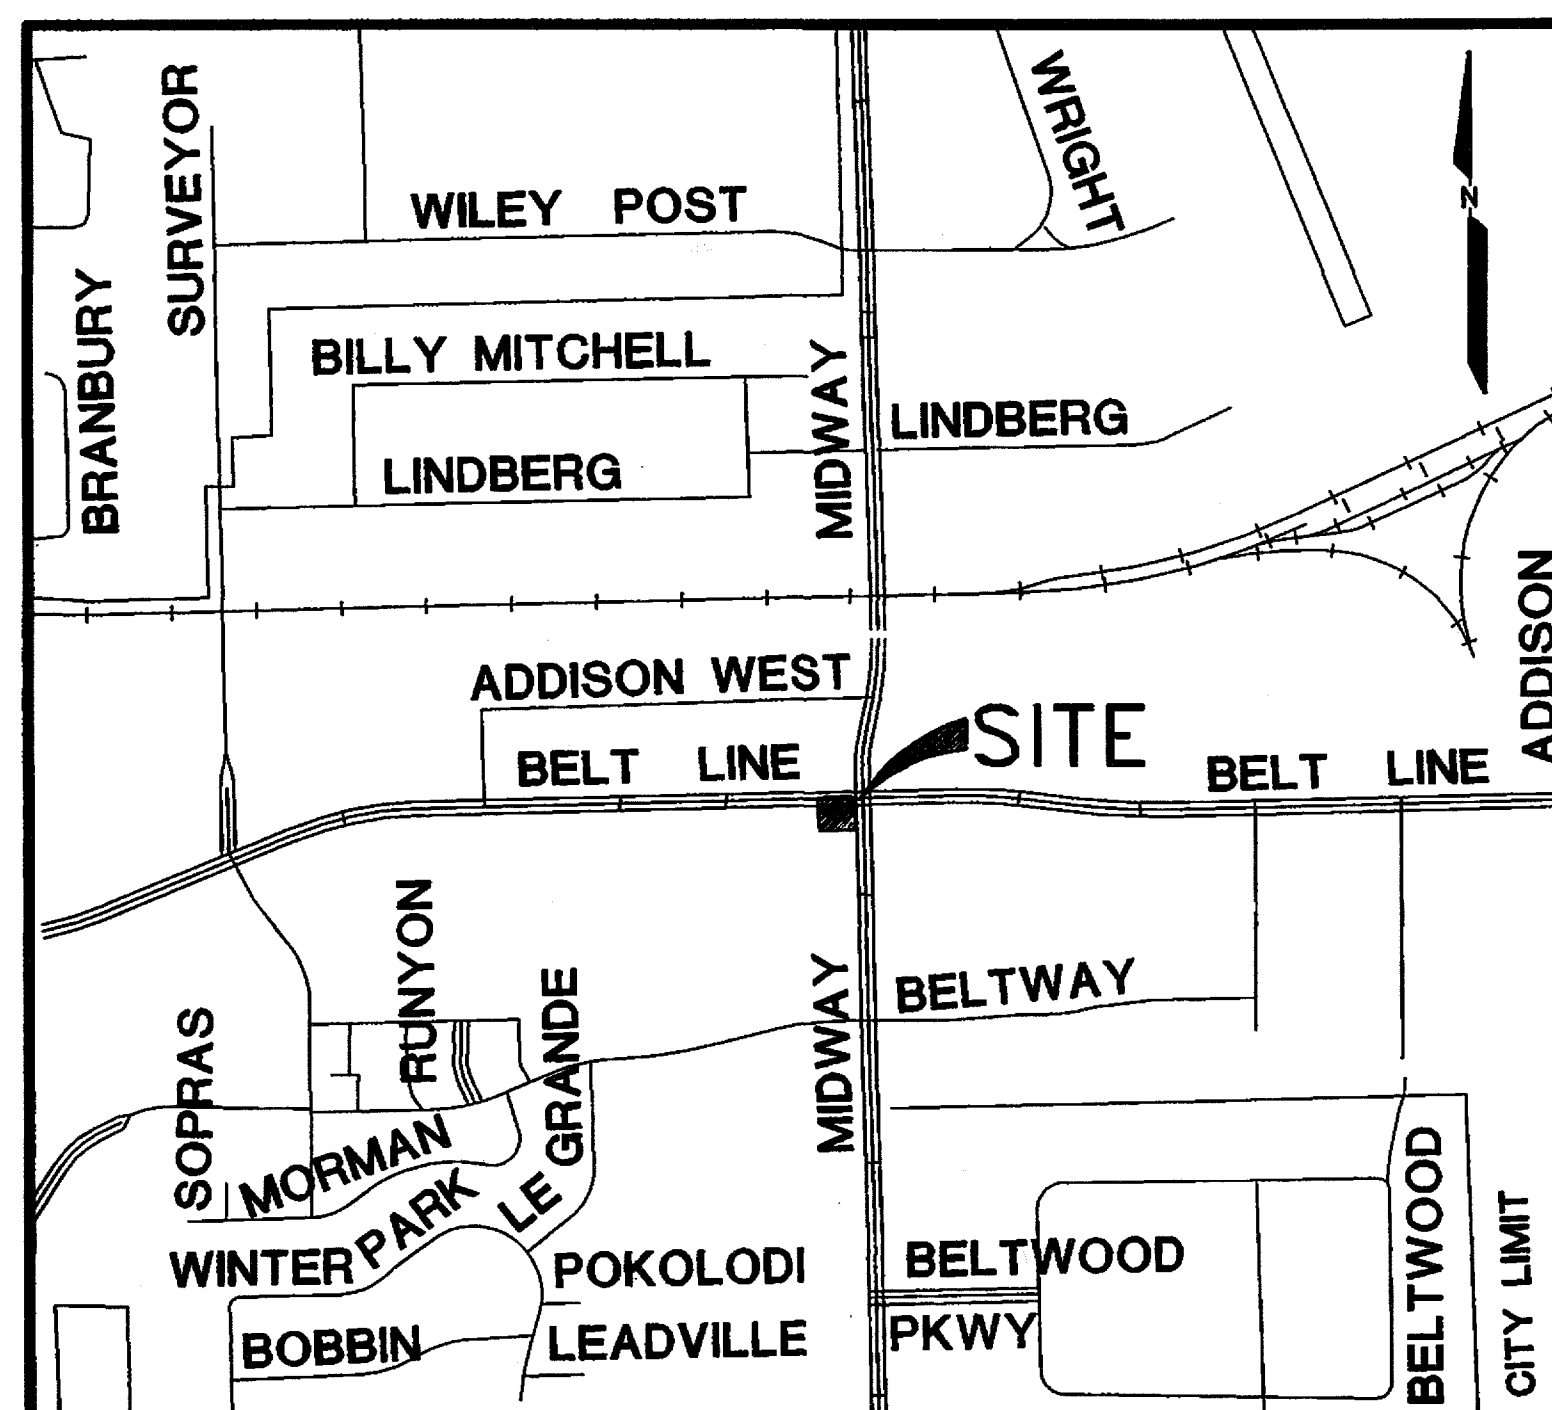 SURVEYOR
WRIGHT
WILEY POST
N
BRANBURY
BILLY MITCHELL
MIDWAY
LINDBERG
LINDBERG
ADDISON
ADDISON WEST
SITE
BELT LINE
BELT LINE
RUNYON
MIDWAY
BELTWAY
LE GRANDE
SOPRAS
MORMAN
WINTER PARK
POKOLODI
BELTWOOD
PKWY
BELTWOOD
CITY LIMIT
BOBBIN
LEADVILLE